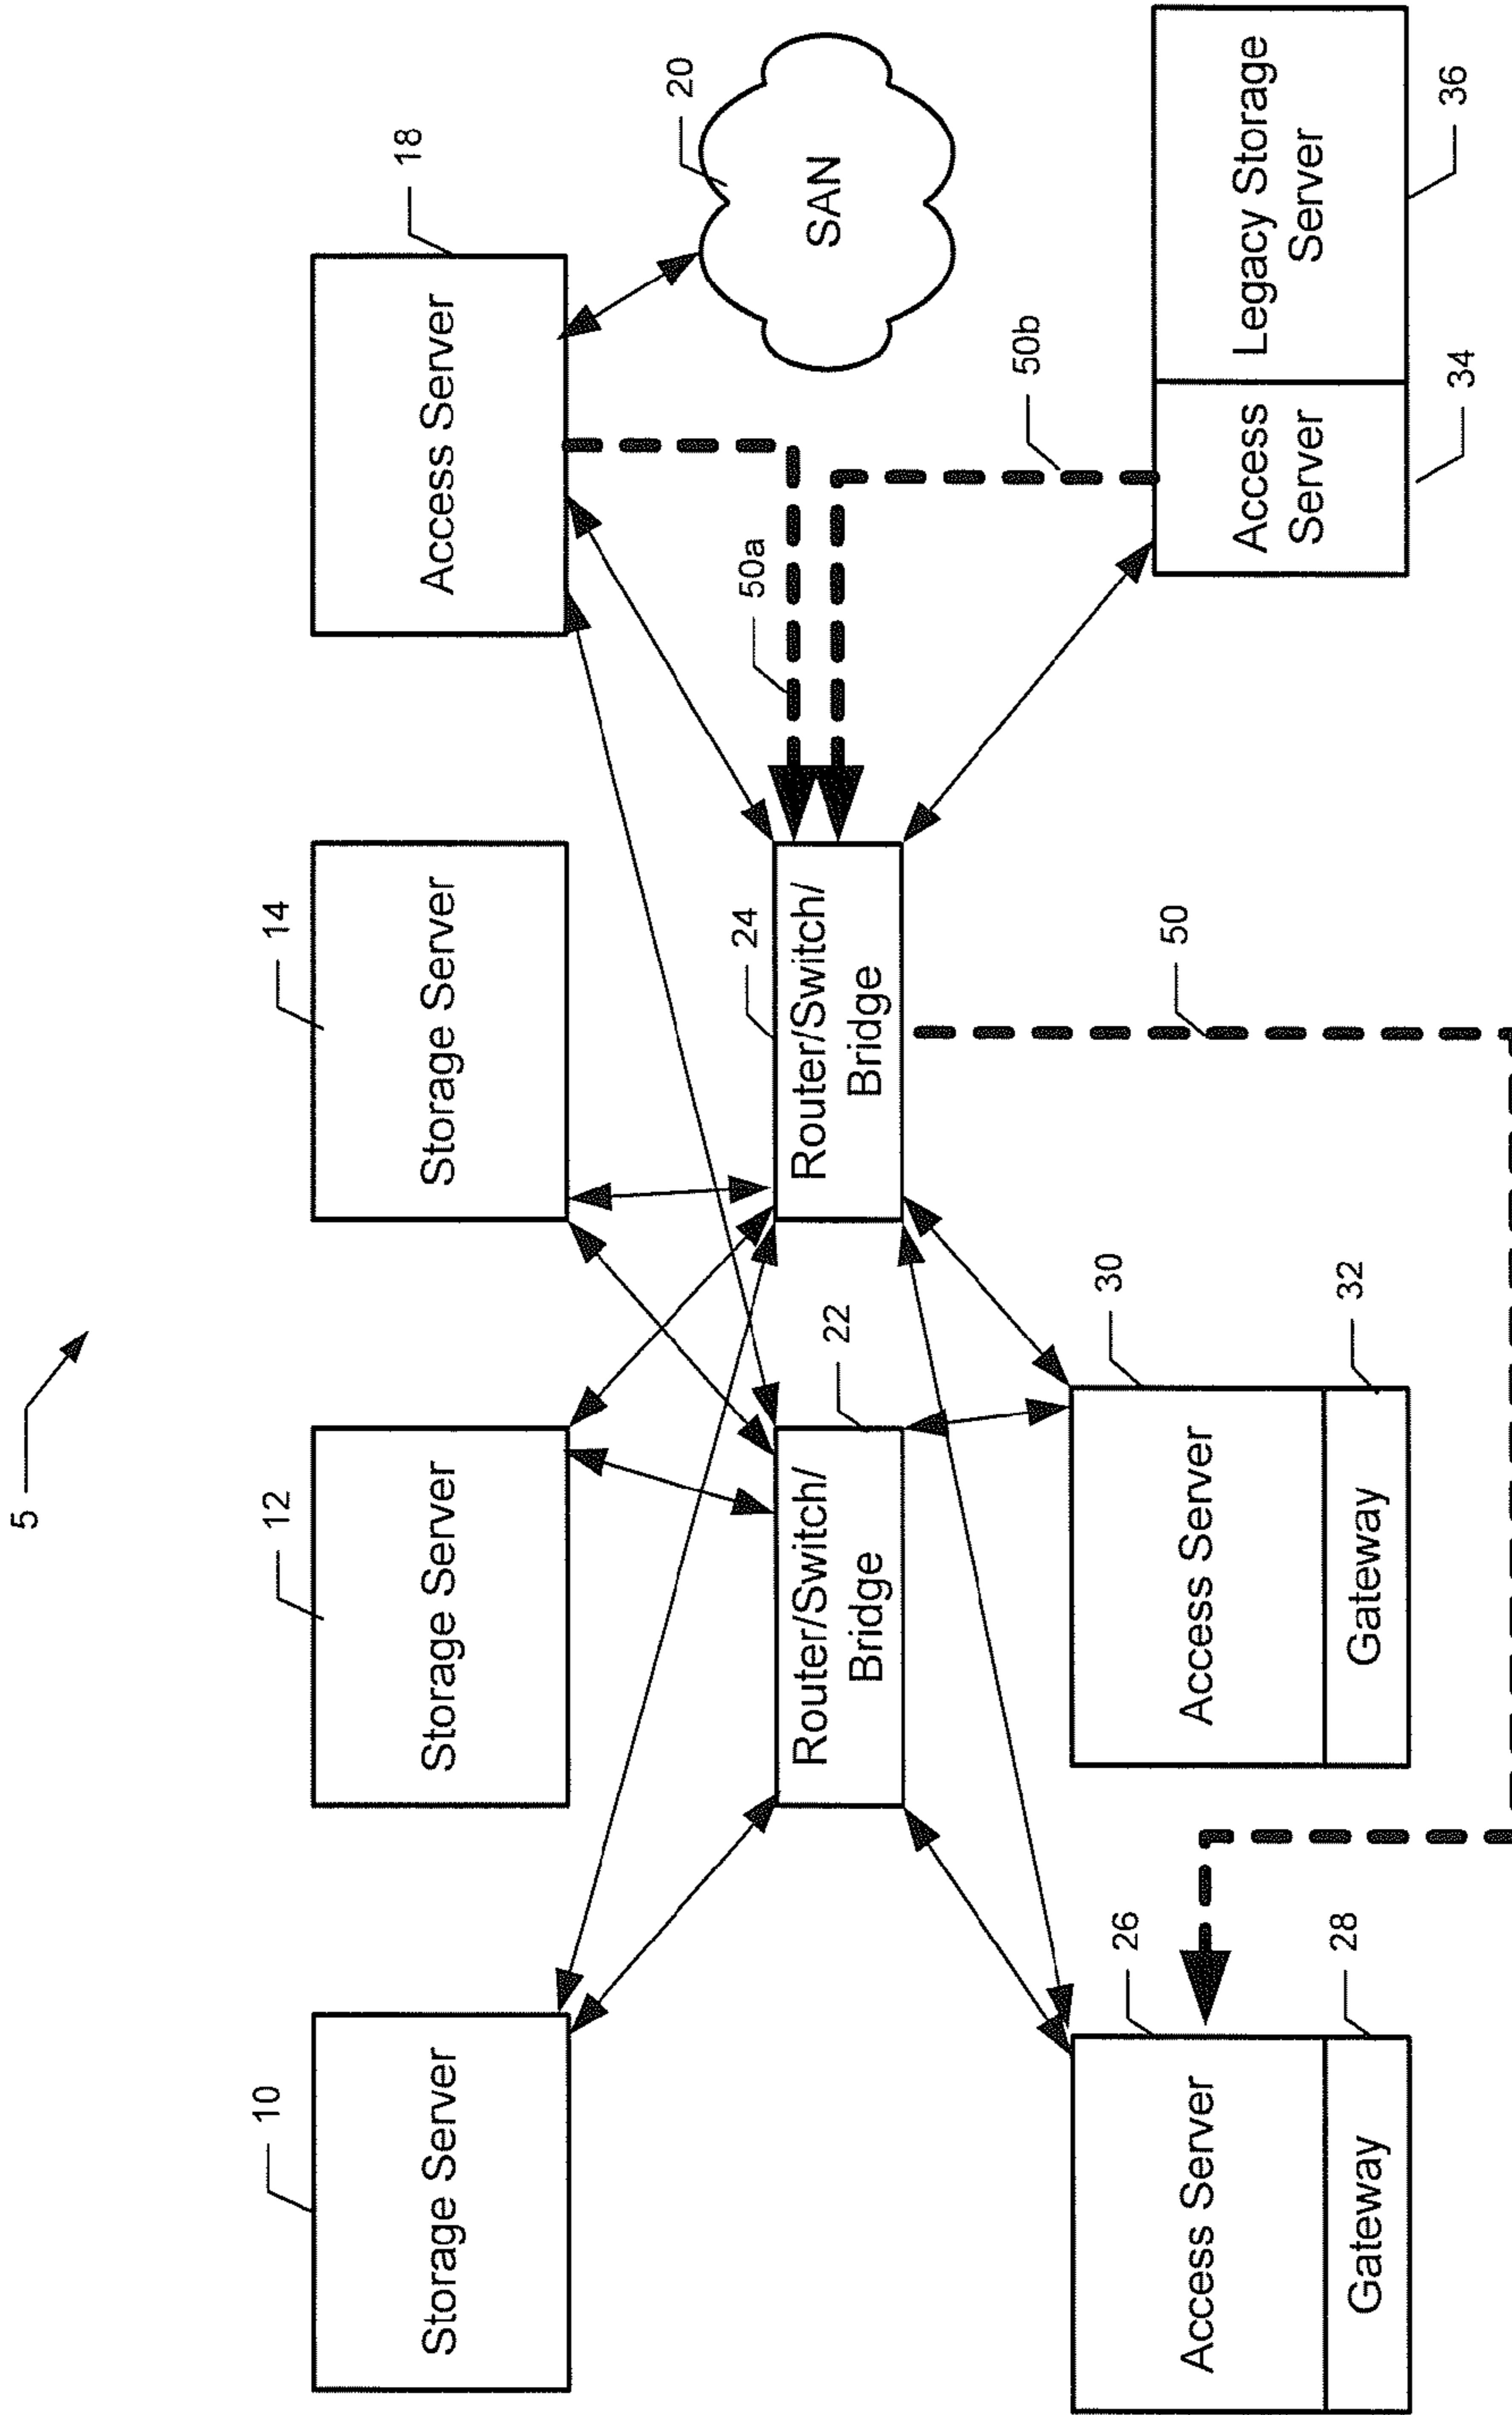 5
10
Storage Server
12
Storage Server
14
Storage Server
18
Access Server
20
SAN
22
Router/Switch/
Bridge
24
Router/Switch/
Bridge
50a
50b
26
Access Server
28
Gateway
30
Access Server
32
Gateway
50
34
Access
Server
36
Legacy Storage
Server